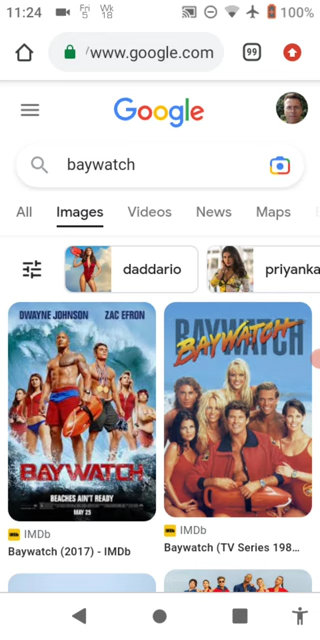 11:24
Fri
5
Wk
18
100%
/www.google.com
99
Google
baywatch
All Images Videos News Maps
daddario
priyanka
DWAYNE JOHNSON ZAC EFRON
BAYWATCH
BEACHES AIN'T READY
MAY 25
BAYWATCH
BAYWATCH
IMDb
Baywatch (2017) - IMDb
IMDb
Baywatch (TV Series 198...